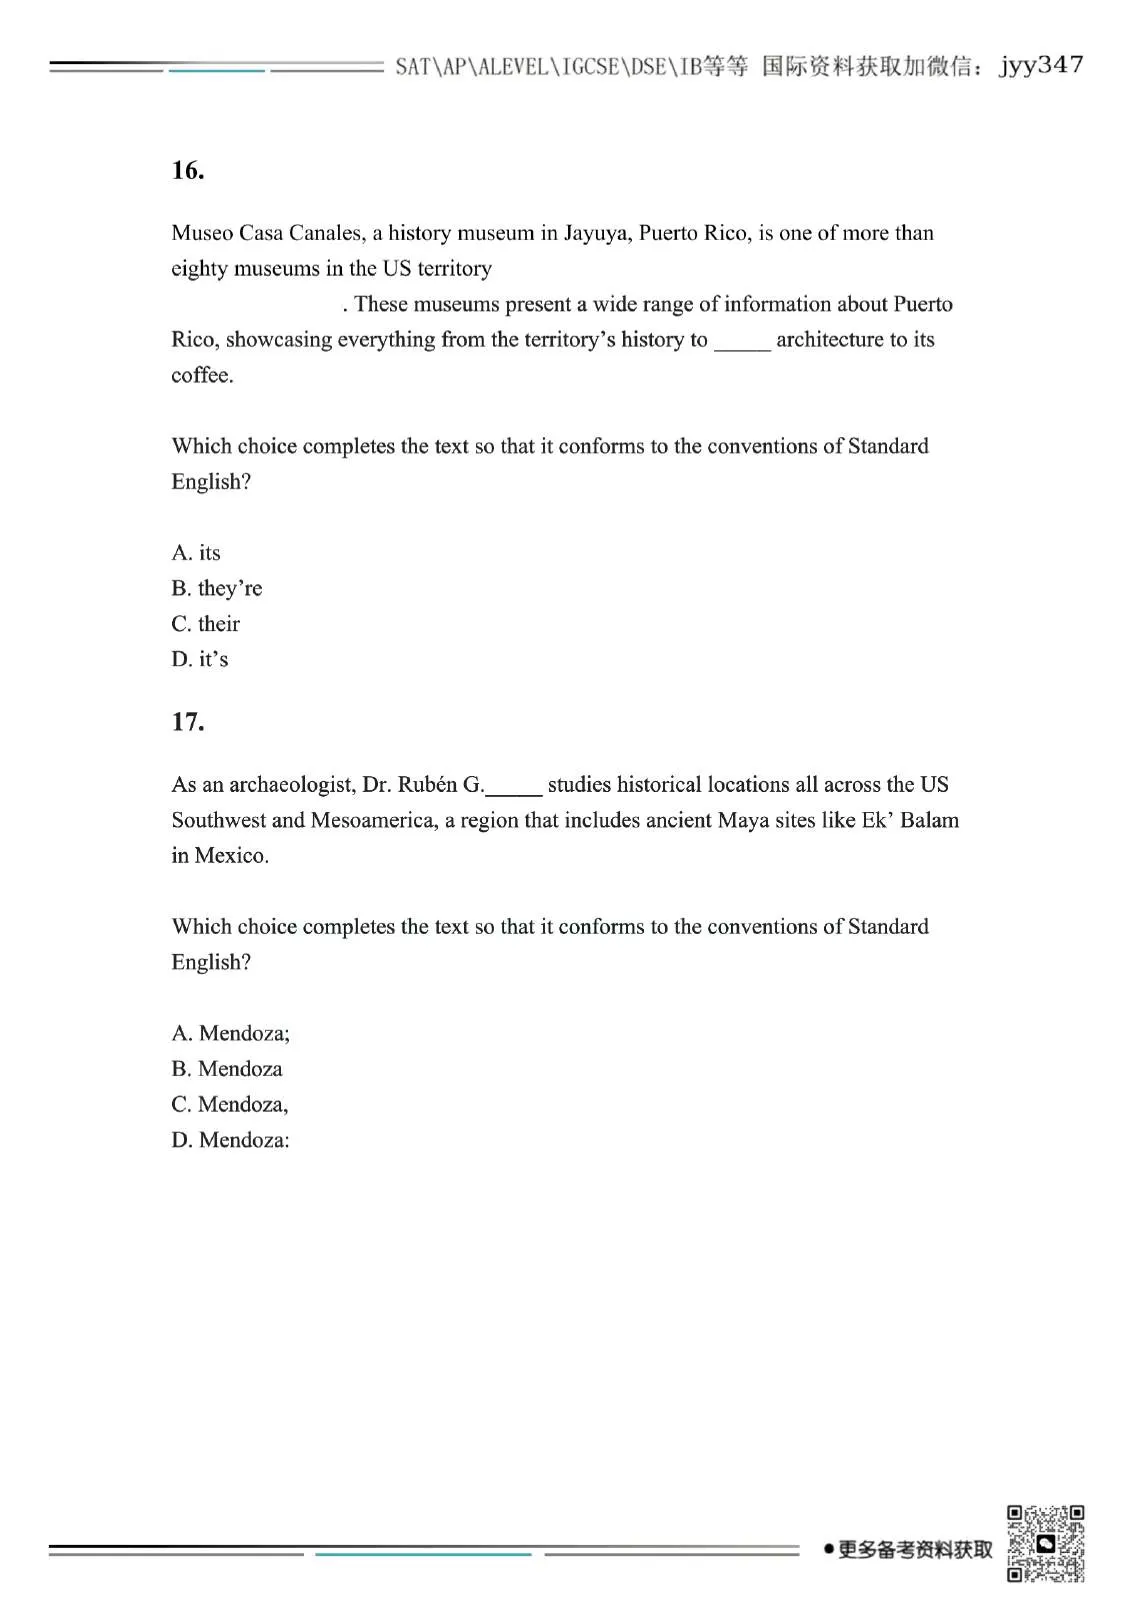 SAT\AP\ALEVEL\IGCSE\DSE\IB等等 国际资料获取加微信: jyy347
16.
Museo Casa Canales, a history museum in Jayuya, Puerto Rico, is one of more than
eighty museums in the US territory
. These museums present a wide range of information about Puerto
Rico, showcasing everything from the territory’s history to _____ architecture to its
coffee.
Which choice completes the text so that it conforms to the conventions of Standard
English?
A. its
B. they’re
C. their
D. it’s
17.
As an archaeologist, Dr. Rubén G._____ studies historical locations all across the US
Southwest and Mesoamerica, a region that includes ancient Maya sites like Ek’ Balam
in Mexico.
Which choice completes the text so that it conforms to the conventions of Standard
English?
A. Mendoza;
B. Mendoza
C. Mendoza,
D. Mendoza:
●更多备考资料获取